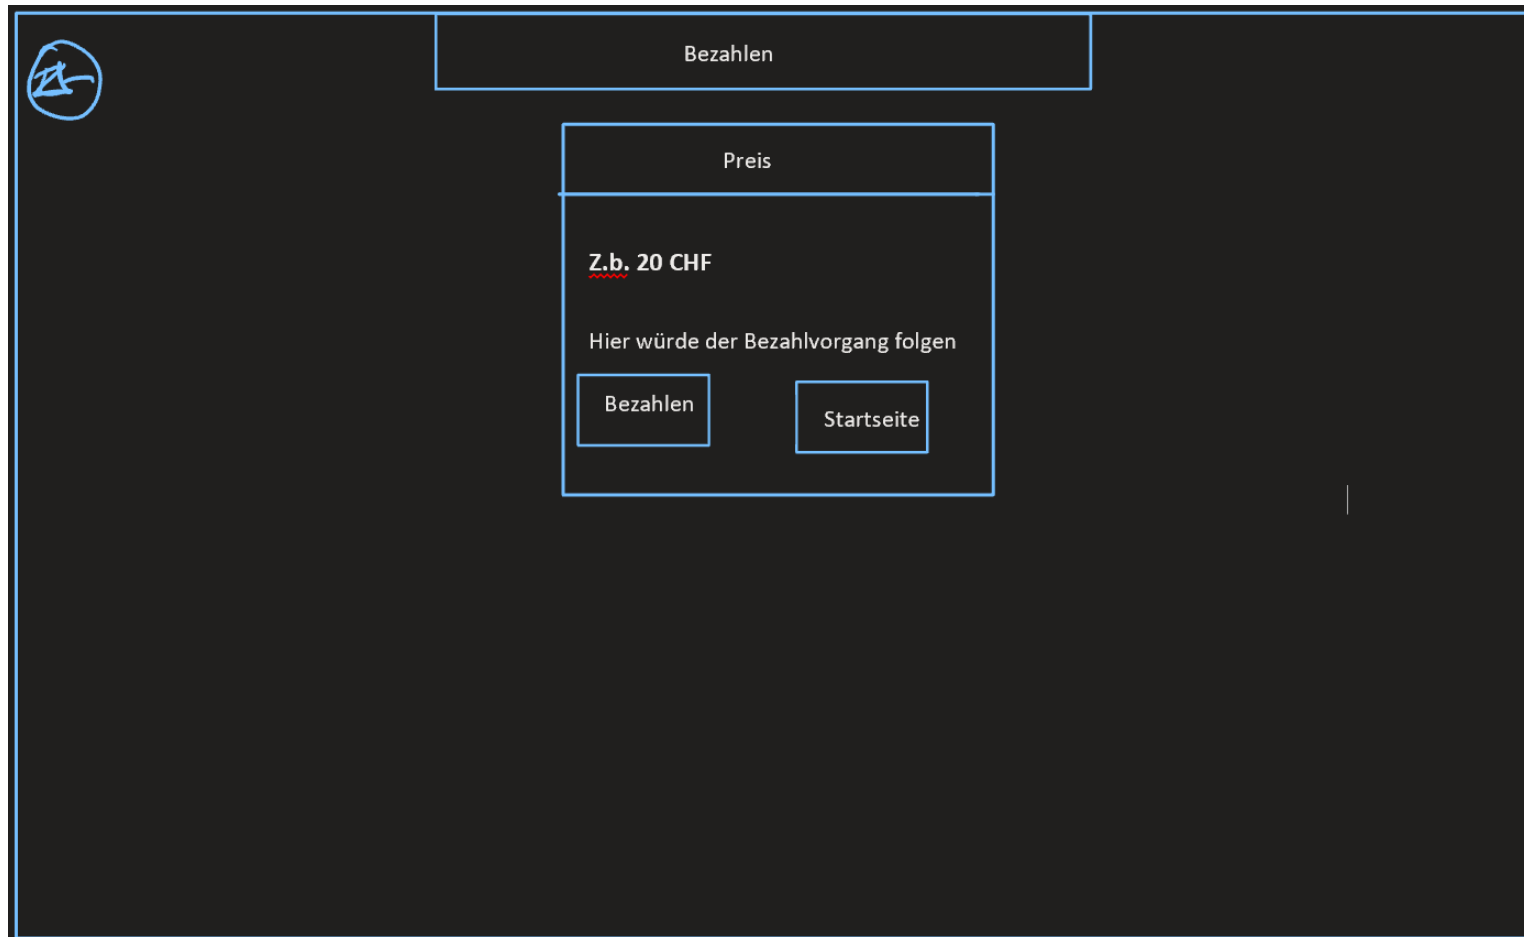 Bezahlen
Preis
Z.b. 20 CHF
Hier würde der Bezahlvorgang folgen
Bezahlen
Startseite